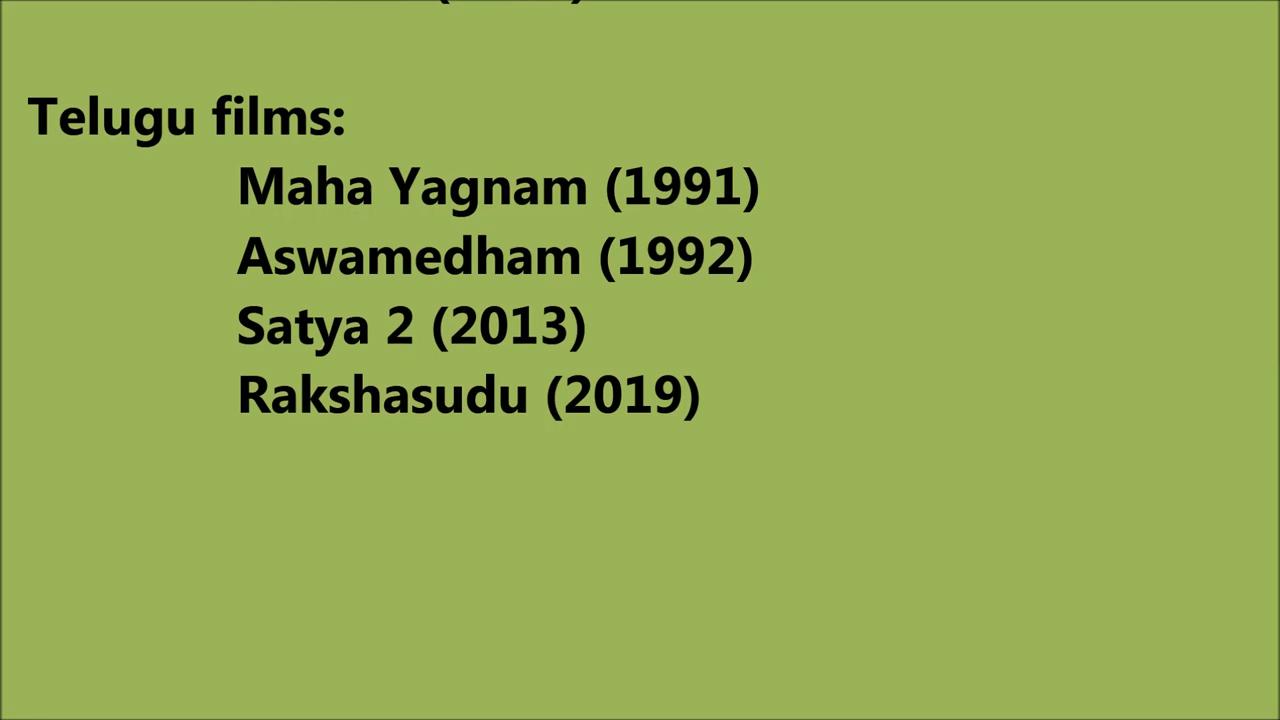 Telugu films:
Maha Yagnam (1991)
Aswamedham (1992)
Satya 2 (2013)
Rakshasudu (2019)